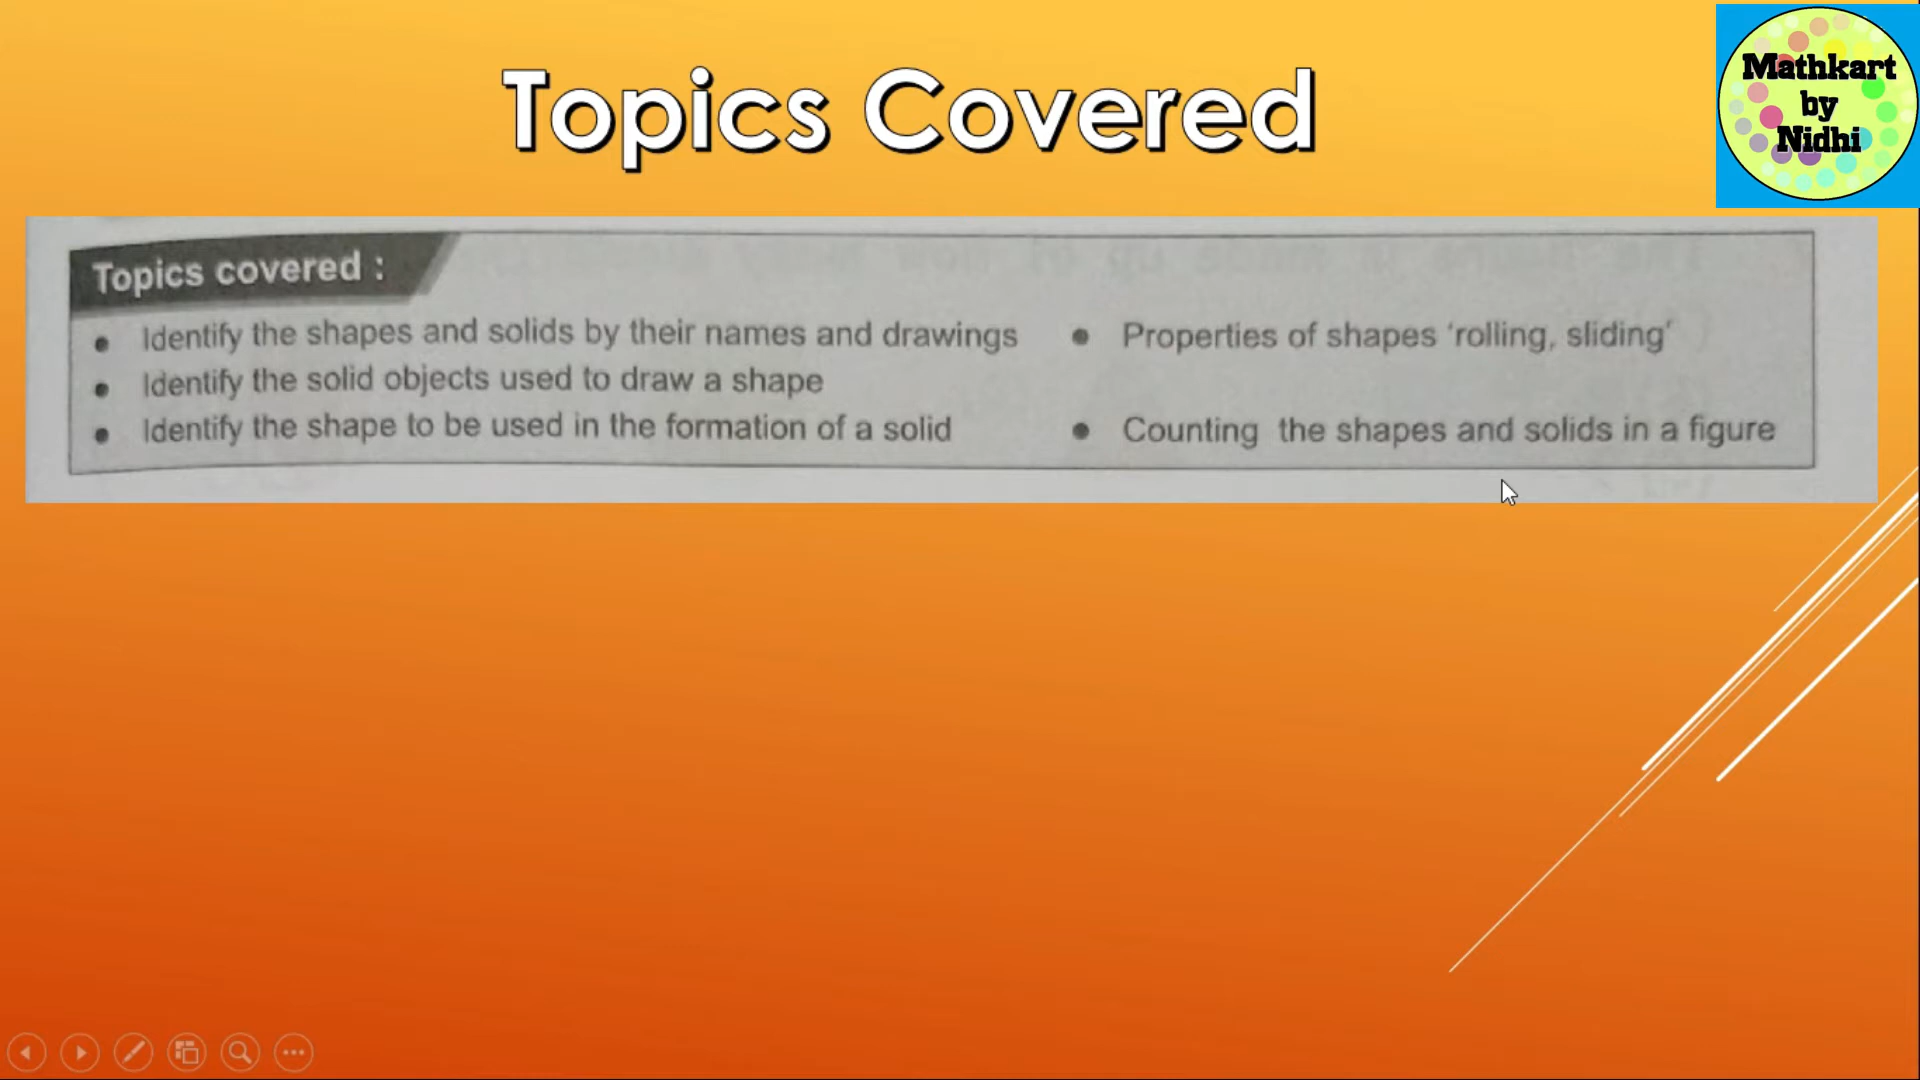 Topics Covered
Mathkart
by
Nidhi
Topics covered :
• Identify the shapes and solids by their names and drawings
• Properties of shapes ‘rolling, sliding’
• Identify the solid objects used to draw a shape
• Identify the shape to be used in the formation of a solid
• Counting the shapes and solids in a figure